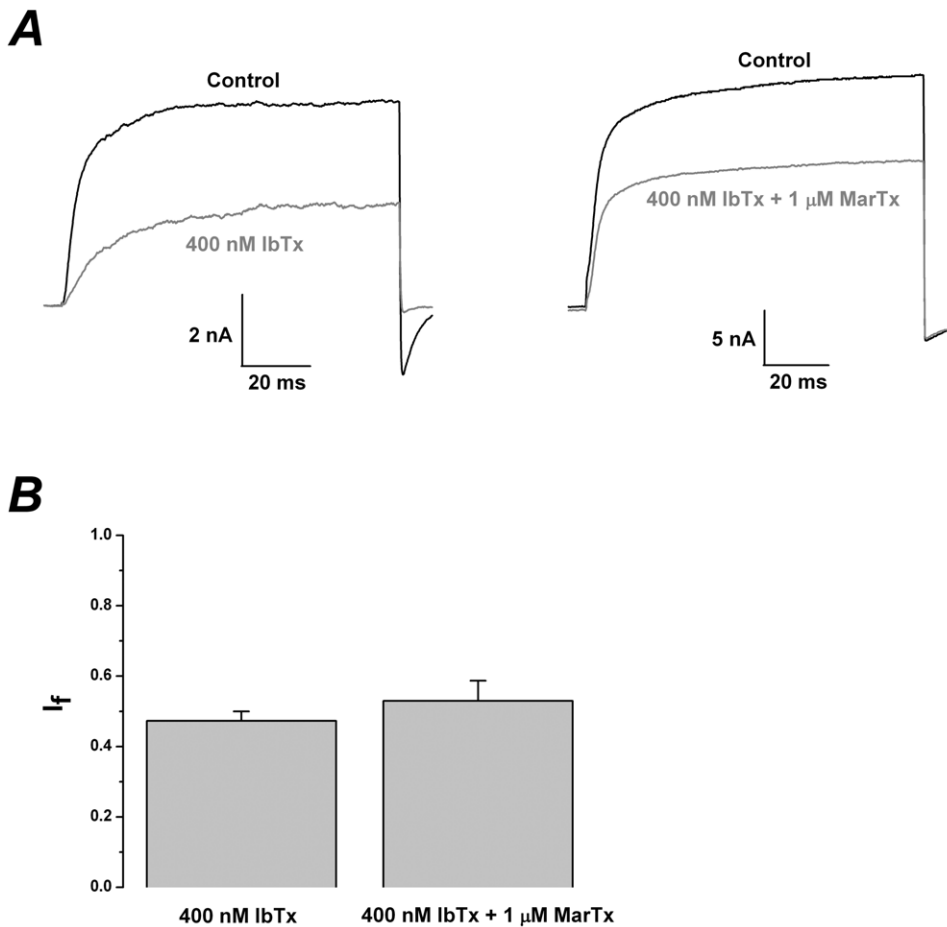 A
Control
Control
400 nM IbTx
400 nM IbTx + 1 μM MarTx
2 nA
20 ms
5 nA
20 ms
B
1.0
0.8
0.6
0.4
0.2
0.0
If
400 nM IbTx
400 nM IbTx + 1 μM MarTx